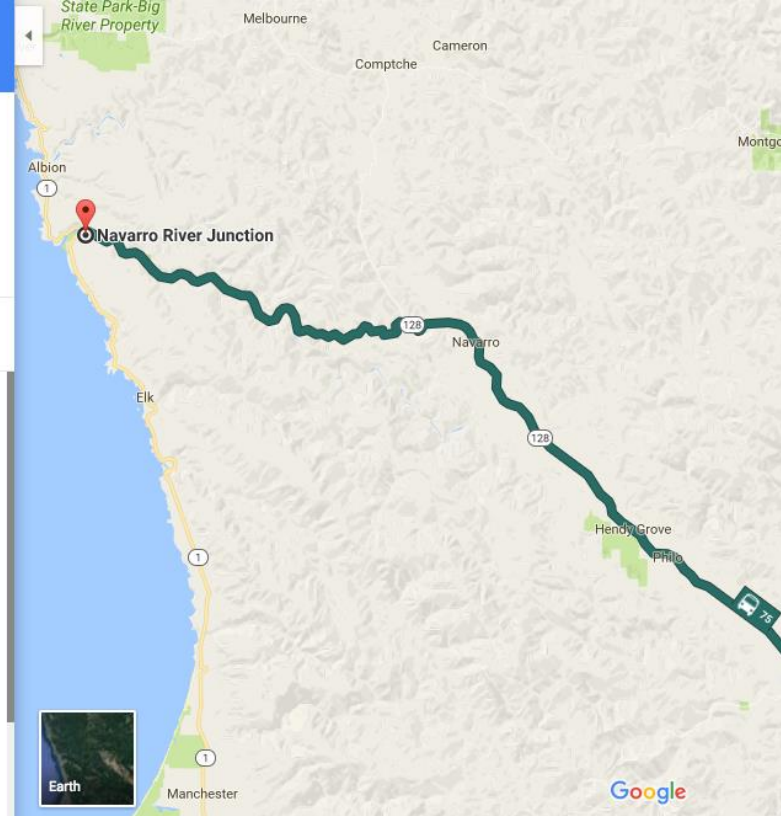 State Park-Big
River Property
Melbourne
Cameron
Comptche
Montgo
Albion
1
Navarro River Junction
128
Navarro
Elk
128
Hendy Grove
Philo
1
75
1
Earth
Google
Manchester